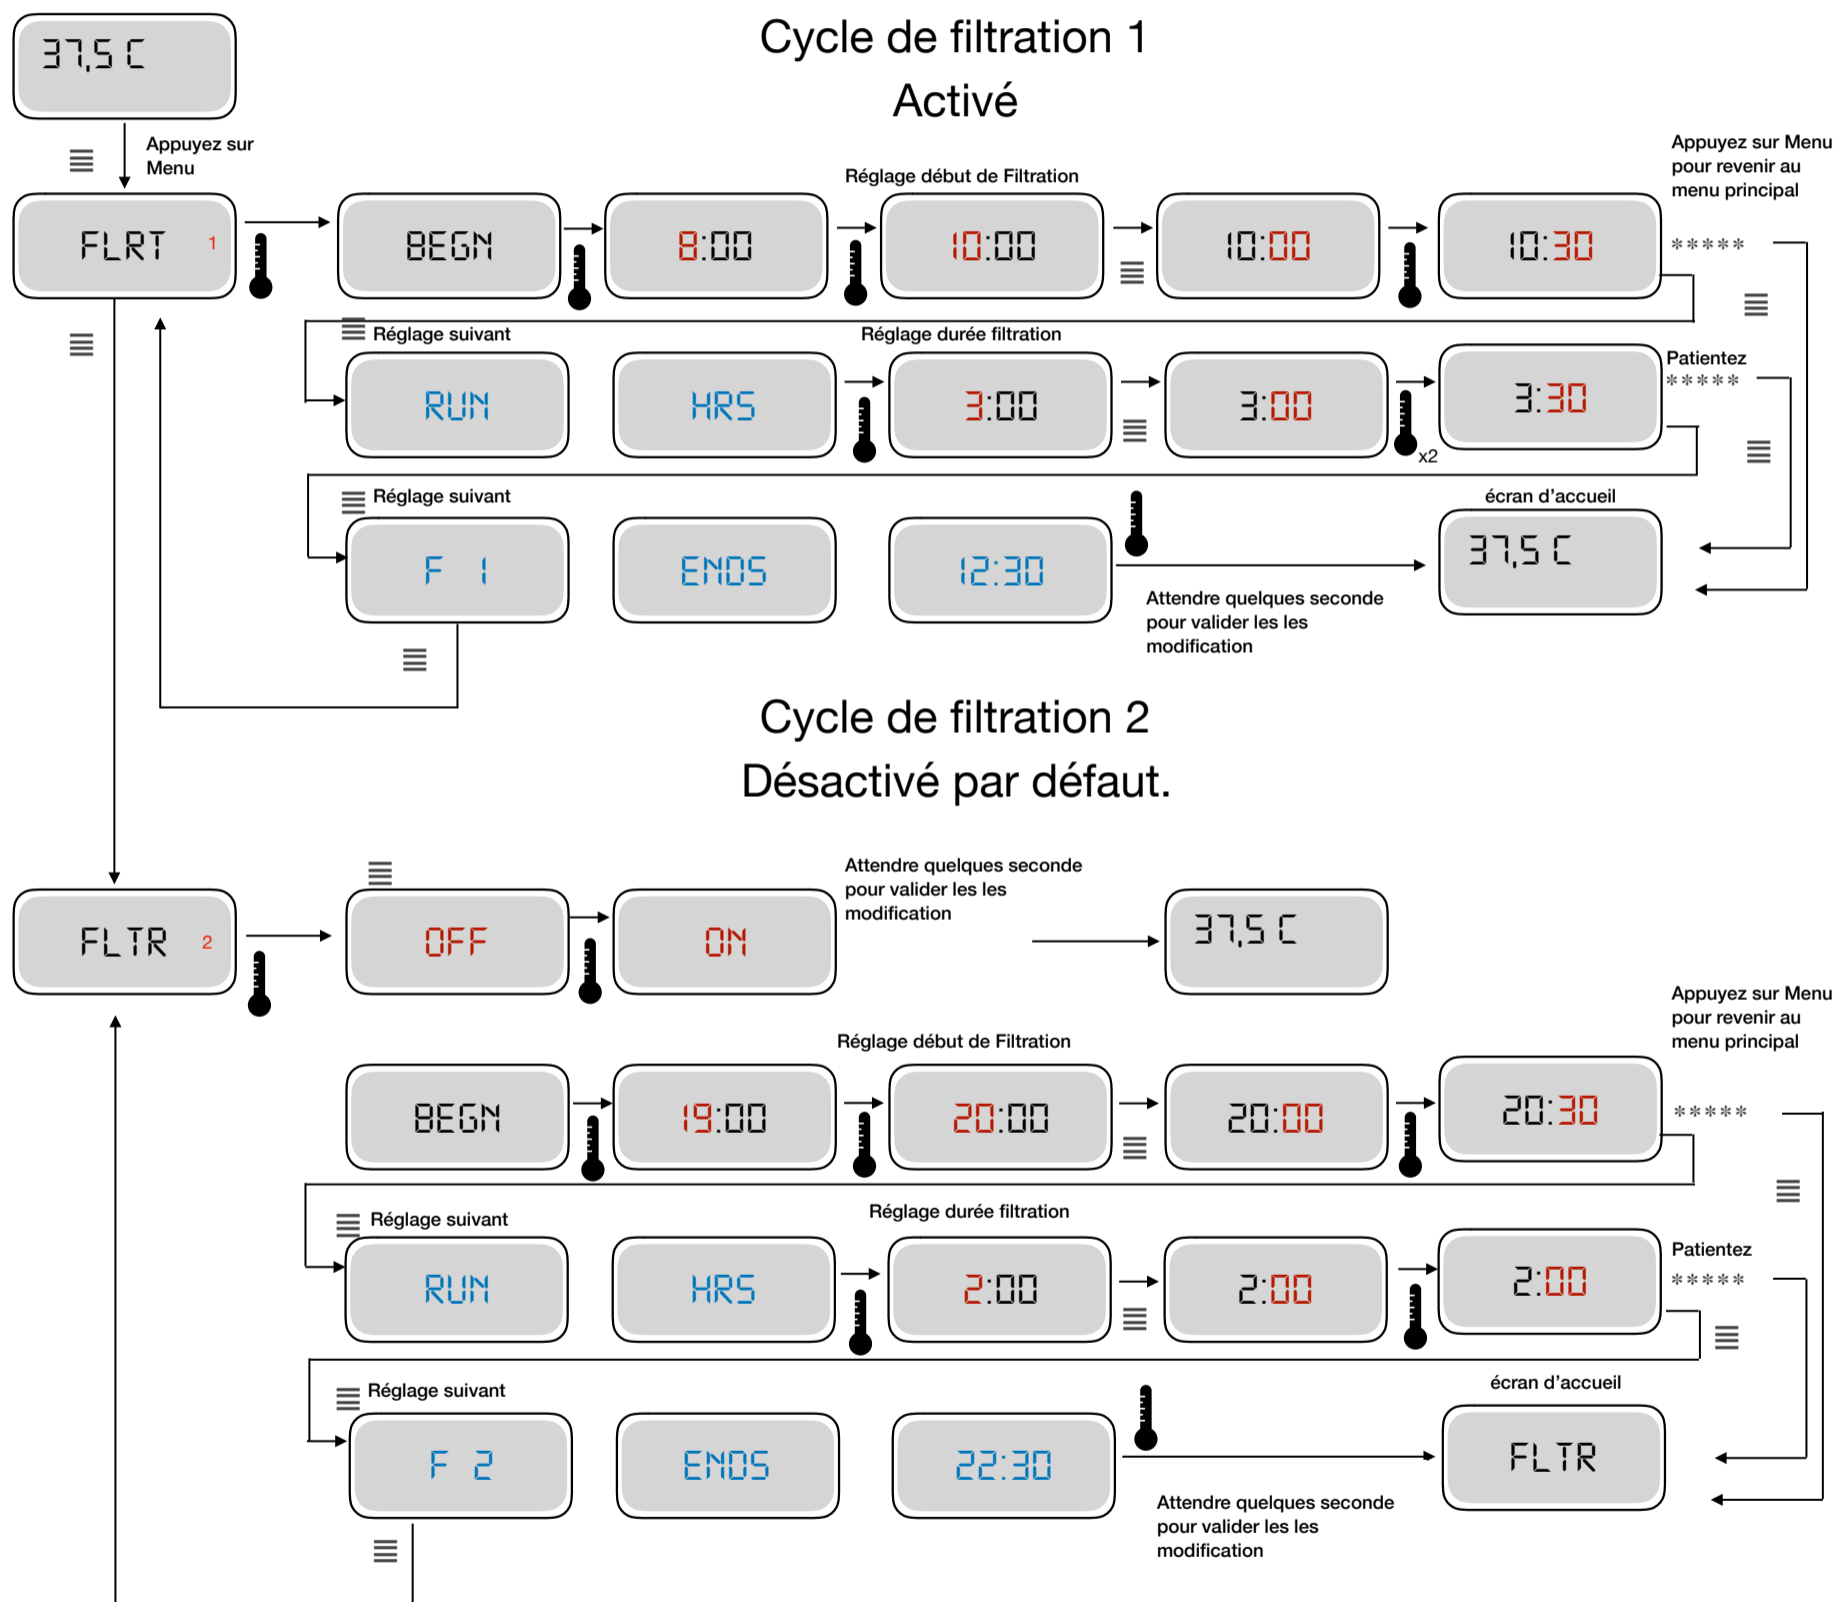 37,5 C
Cycle de filtration 1
Activé
Appuyez sur
Menu
Appuyez sur Menu
pour revenir au
menu principal
Réglage début de Filtration
FLRT 1
BEGN
8:00
10:00
10:00
10:30
*****
Réglage suivant
Réglage durée filtration
Patientez
*****
RUN
HRS
3:00
3:00
x2
3:30
Réglage suivant
écran d'accueil
F 1
ENDS
12:30
37,5 C
Attendre quelques seconde
pour valider les les
modification
Cycle de filtration 2
Désactivé par défaut.
FLTR 2
OFF
ON
Attendre quelques seconde
pour valider les les
modification
37,5 C
Appuyez sur Menu
pour revenir au
menu principal
Réglage début de Filtration
BEGN
19:00
20:00
20:00
20:30
*****
Réglage suivant
Réglage durée filtration
Patientez
*****
RUN
HRS
2:00
2:00
2:00
Réglage suivant
écran d'accueil
F 2
ENDS
22:30
FLTR
Attendre quelques seconde
pour valider les les
modification